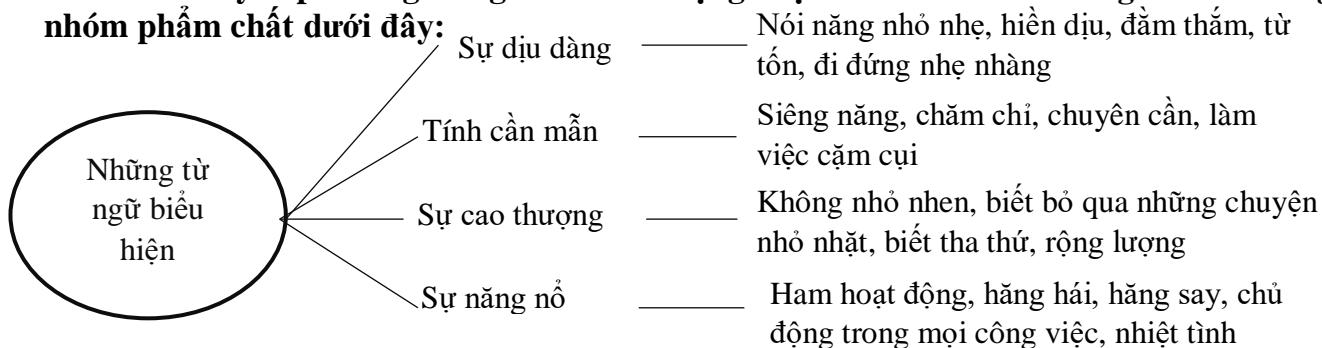 nhóm phẩm chất dưới đây:
Sự dịu dàng
Nói năng nhỏ nhẹ, hiền dịu, đằm thắm, từ
tốn, đi đứng nhẹ nhàng
Tính cần mẫn
Siêng năng, chăm chỉ, chuyên cần, làm
việc cặm cụi
Những từ
ngữ biểu
hiện
Sự cao thượng
Không nhỏ nhen, biết bỏ qua những chuyện
nhỏ nhặt, biết tha thứ, rộng lượng
Sự năng nổ
Ham hoạt động, hăng hái, hăng say, chủ
động trong mọi công việc, nhiệt tình